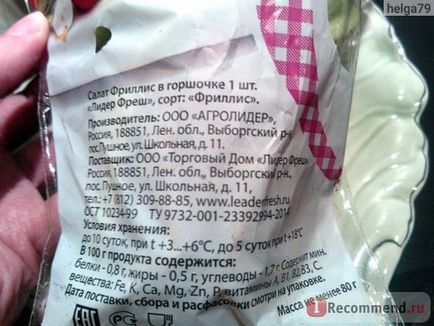 helga79
Салат Фриллис в горшочке 1 шт.
«Лидер Фреш», сорт: «Фриллис».
Производитель: ООО «АГРОЛИДЕР»,
Россия, 188851, Лен. обл., Выборгский р-н,
пос.Пушное, ул. Школьная, д. 11.
Поставщик: ООО «Торговый Дом «Лидер Фреш»
Россия, 188851, Лен. обл., Выборгский р-н.,
пос. Пушное, ул. Школьная, д. 11,
тел.: +7 (812) 309-88-85, www.leaderfresh.ru
ОСТ 10234-99 ТУ 9732-001-23392994-2014
Условия хранения:
до 10 суток, при t +3...+6°C, до 5 суток при t +18°C
В 100 г продукта содержится:
белки - 0,8 г, жиры - 0,5 г, углеводы - 1,7 г. Содержит мин.
вещества: Fe, K, Ca, Mg, Zn, P, витамины А, В1, В2, В3, С.
Дата поставки, сбора и расфасовки смотри на упаковке.
Масса не менее 80 г
EAC
IRecommend.ru